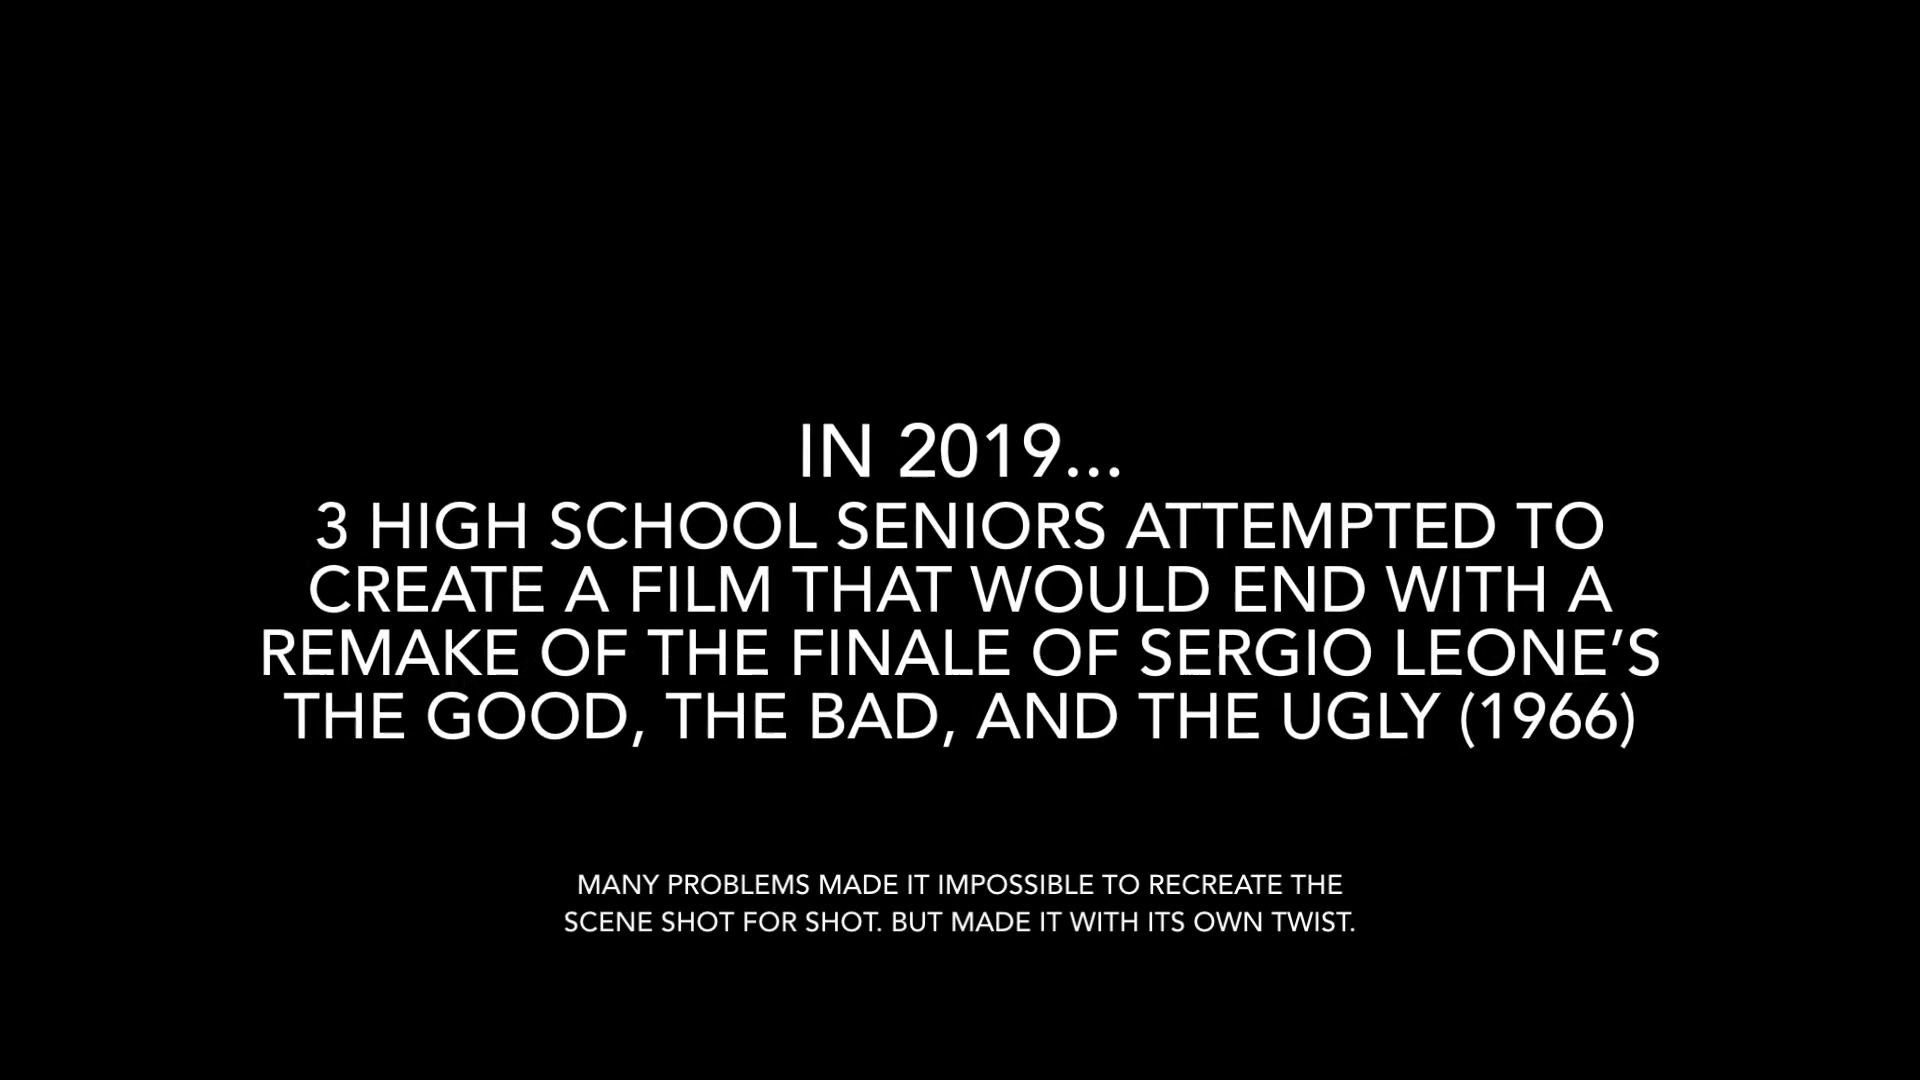 IN 2019...
3 HIGH SCHOOL SENIORS ATTEMPTED TO
CREATE A FILM THAT WOULD END WITH A
REMAKE OF THE FINALE OF SERGIO LEONE’S
THE GOOD, THE BAD, AND THE UGLY (1966)
MANY PROBLEMS MADE IT IMPOSSIBLE TO RECREATE THE
SCENE SHOT FOR SHOT. BUT MADE IT WITH ITS OWN TWIST.